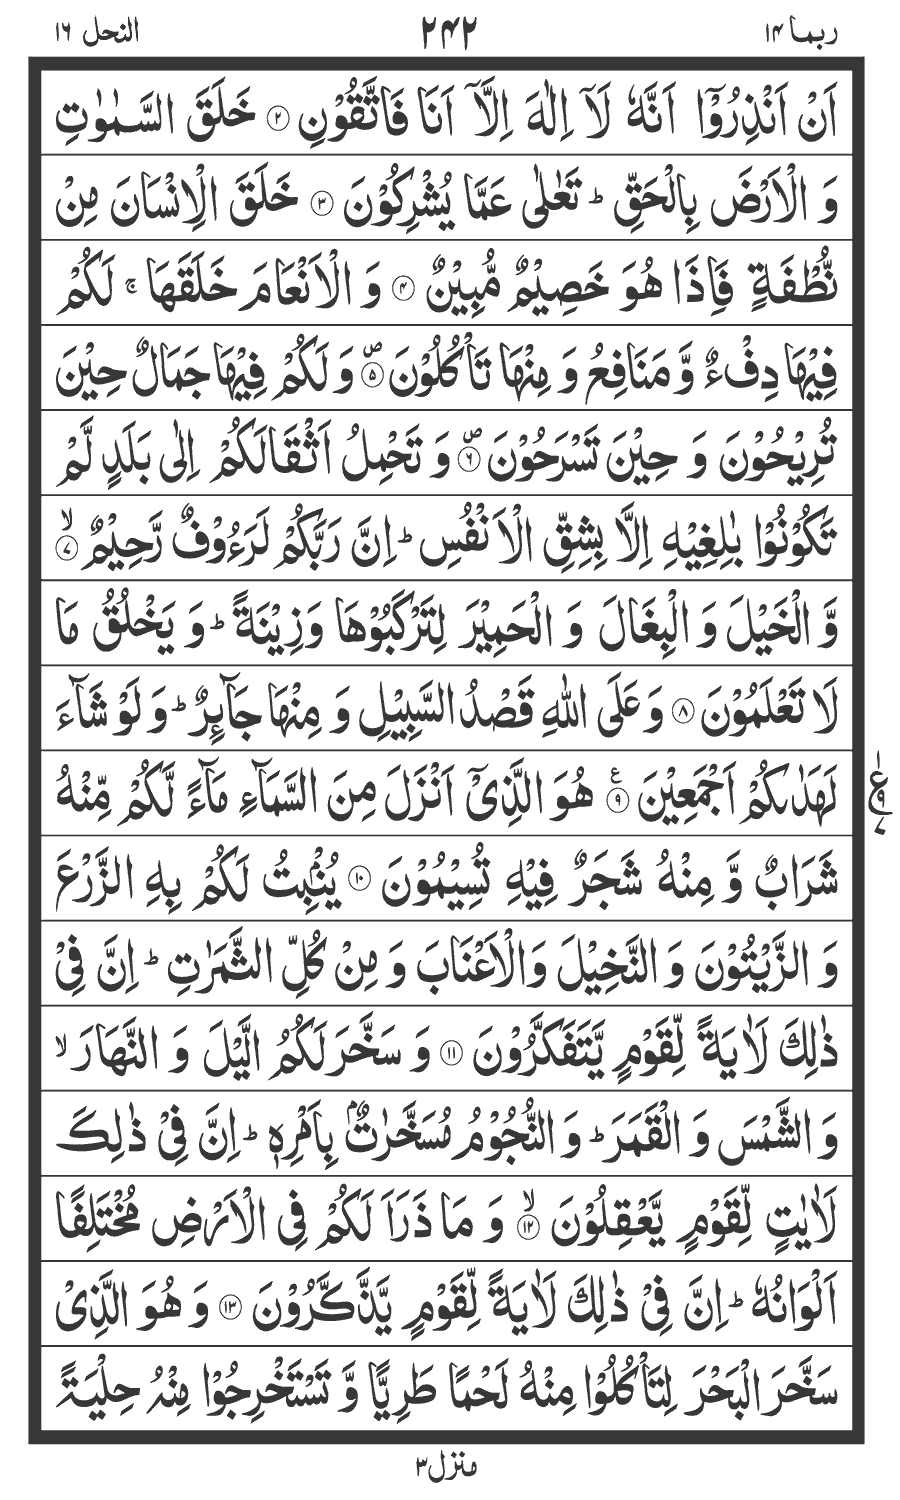 ربما ۱۴ ۲۴۲ النحل ۱۶
اَنْ اَنْذِرُوْۤا اَنَّهٗ لَاۤ اِلٰهَ اِلَّاۤ اَنَا فَاتَّقُوْنِ ۝۲ خَلَقَ السَّمٰوٰتِ
وَ الْاَرْضَ بِالْحَقِّ ؕ تَعٰلٰى عَمَّا یُشْرِكُوْنَ ۝۳ خَلَقَ الْاِنْسَانَ مِنْ
نُّطْفَةٍ فَاِذَا هُوَ خَصِیْمٌ مُّبِیْنٌ ۝۴ وَ الْاَنْعَامَ خَلَقَهَا ۚ لَكُمْ
فِیْهَا دِفْءٌ وَّ مَنَافِعُ وَ مِنْهَا تَاْكُلُوْنَ ۝۵ ۪ وَ لَكُمْ فِیْهَا جَمَالٌ حِیْنَ
تُرِیْحُوْنَ وَ حِیْنَ تَسْرَحُوْنَ ۝۶ ۪ وَ تَحْمِلُ اَثْقَالَكُمْ اِلٰى بَلَدٍ لَّمْ
تَكُوْنُوْا بٰلِغِیْهِ اِلَّا بِشِقِّ الْاَنْفُسِ ؕ اِنَّ رَبَّكُمْ لَرَءُوْفٌ رَّحِیْمٌ ۝۷ ۙ
وَّ الْخَیْلَ وَ الْبِغَالَ وَ الْحَمِیْرَ لِتَرْكَبُوْهَا وَ زِیْنَةً ؕ وَ یَخْلُقُ مَا
لَا تَعْلَمُوْنَ ۝۸ وَ عَلَى اللّٰهِ قَصْدُ السَّبِیْلِ وَ مِنْهَا جَآىِٕرٌ ؕ وَ لَوْ شَآءَ
لَهَدٰىكُمْ اَجْمَعِیْنَ ۝۹ ع هُوَ الَّذِیْۤ اَنْزَلَ مِنَ السَّمَآءِ مَآءً لَّكُمْ مِّنْهُ
شَرَابٌ وَّ مِنْهُ شَجَرٌ فِیْهِ تُسِیْمُوْنَ ۝۱۰ یُنْۢبِتُ لَكُمْ بِهِ الزَّرْعَ
وَ الزَّیْتُوْنَ وَ النَّخِیْلَ وَ الْاَعْنَابَ وَ مِنْ كُلِّ الثَّمَرٰتِ ؕ اِنَّ فِیْ
ذٰلِكَ لَاٰیَةً لِّقَوْمٍ یَّتَفَكَّرُوْنَ ۝۱۱ وَ سَخَّرَ لَكُمُ الَّیْلَ وَ النَّهَارَ ۙ
وَ الشَّمْسَ وَ الْقَمَرَ ؕ وَ النُّجُوْمُ مُسَخَّرٰتٌۢ بِاَمْرِهٖ ؕ اِنَّ فِیْ ذٰلِكَ
لَاٰیٰتٍ لِّقَوْمٍ یَّعْقِلُوْنَ ۝۱۲ ۙ وَ مَا ذَرَاَ لَكُمْ فِی الْاَرْضِ مُخْتَلِفًا
اَلْوَانُهٗ ؕ اِنَّ فِیْ ذٰلِكَ لَاٰیَةً لِّقَوْمٍ یَّذَّكَّرُوْنَ ۝۱۳ وَ هُوَ الَّذِیْ
سَخَّرَ الْبَحْرَ لِتَاْكُلُوْا مِنْهُ لَحْمًا طَرِیًّا وَّ تَسْتَخْرِجُوْا مِنْهُ حِلْیَةً
منزل۳